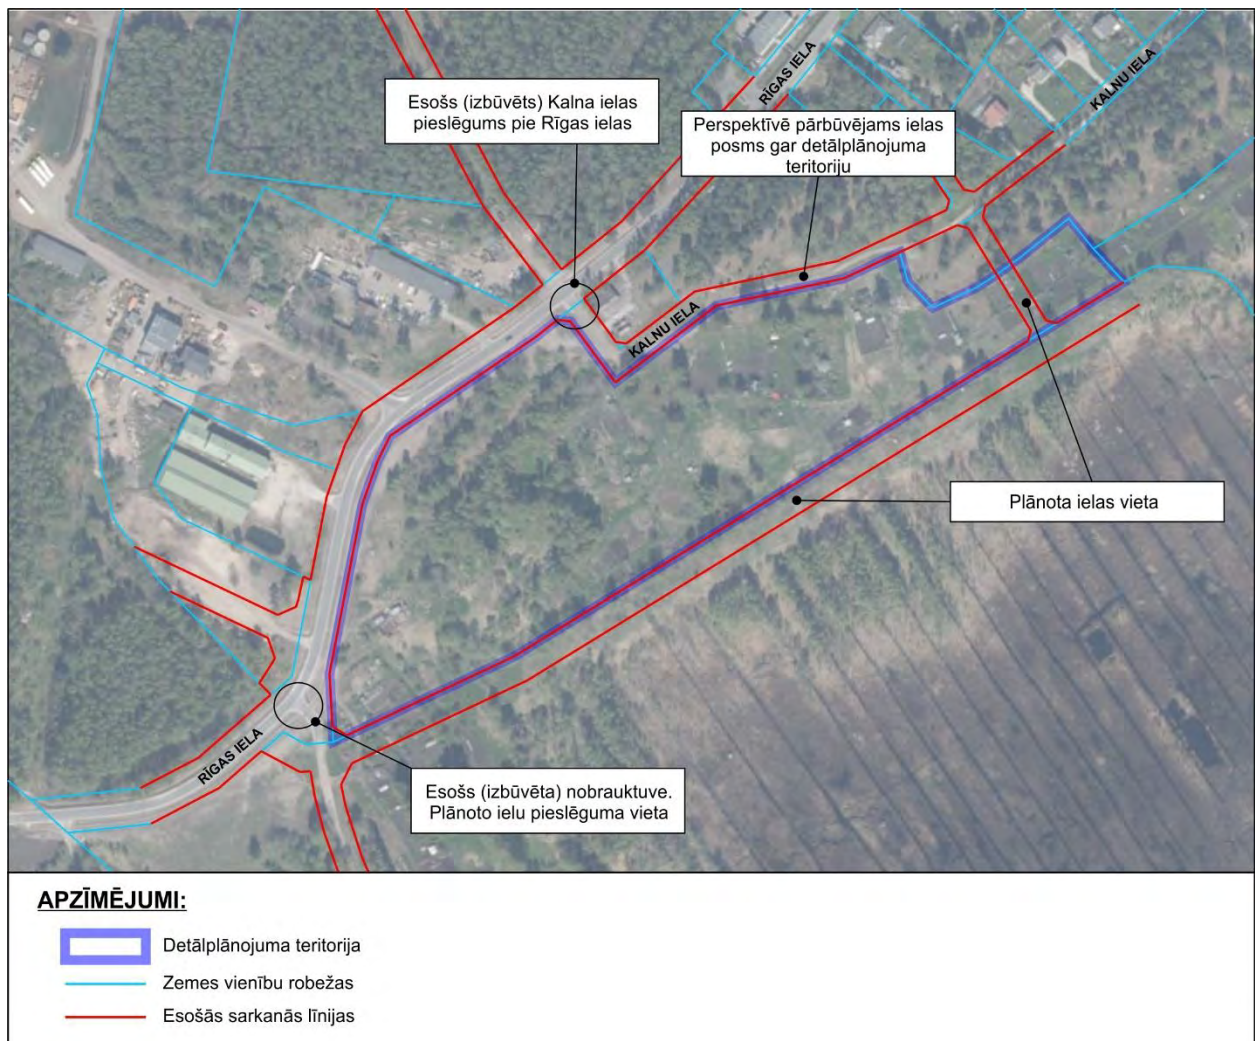 RĪGAS IELA
KALNU IELA
Esošs (izbūvēts) Kalna ielas
pieslēgums pie Rīgas ielas
Perspektīvē pārbūvējams ielas
posms gar detālplānojuma
teritoriju
KALNU IELA
Plānota ielas vieta
RĪGAS IELA
Esošs (izbūvēta) nobrauktuve.
Plānoto ielu pieslēguma vieta
APZĪMĒJUMI:
Detālplānojuma teritorija
Zemes vienību robežas
Esošās sarkanās līnijas